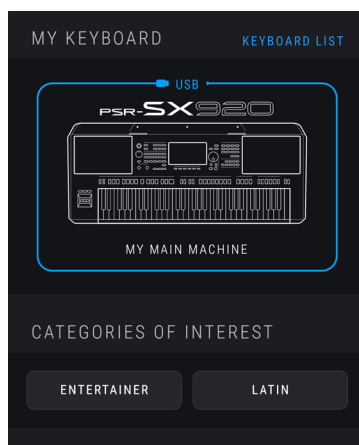 MY KEYBOARD
KEYBOARD LIST
USB
PSR-SX920
MY MAIN MACHINE
CATEGORIES OF INTEREST
ENTERTAINER
LATIN